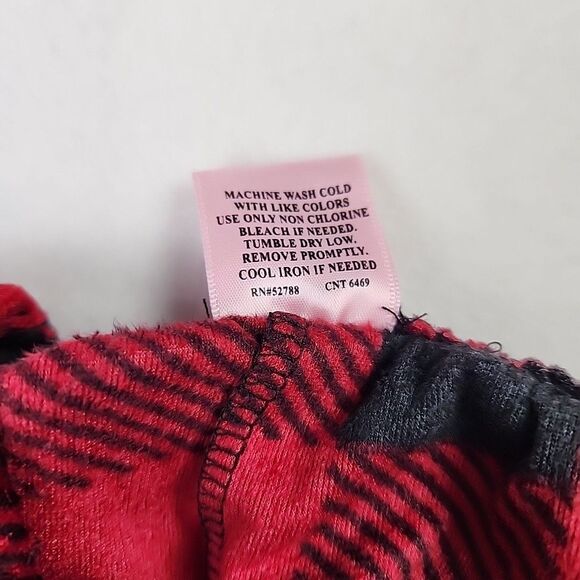 MACHINE WASH COLD
WITH LIKE COLORS
USE ONLY NON CHLORINE
BLEACH IF NEEDED.
TUMBLE DRY LOW.
REMOVE PROMPTLY.
COOL IRON IF NEEDED
RN#52788 CNT 6469